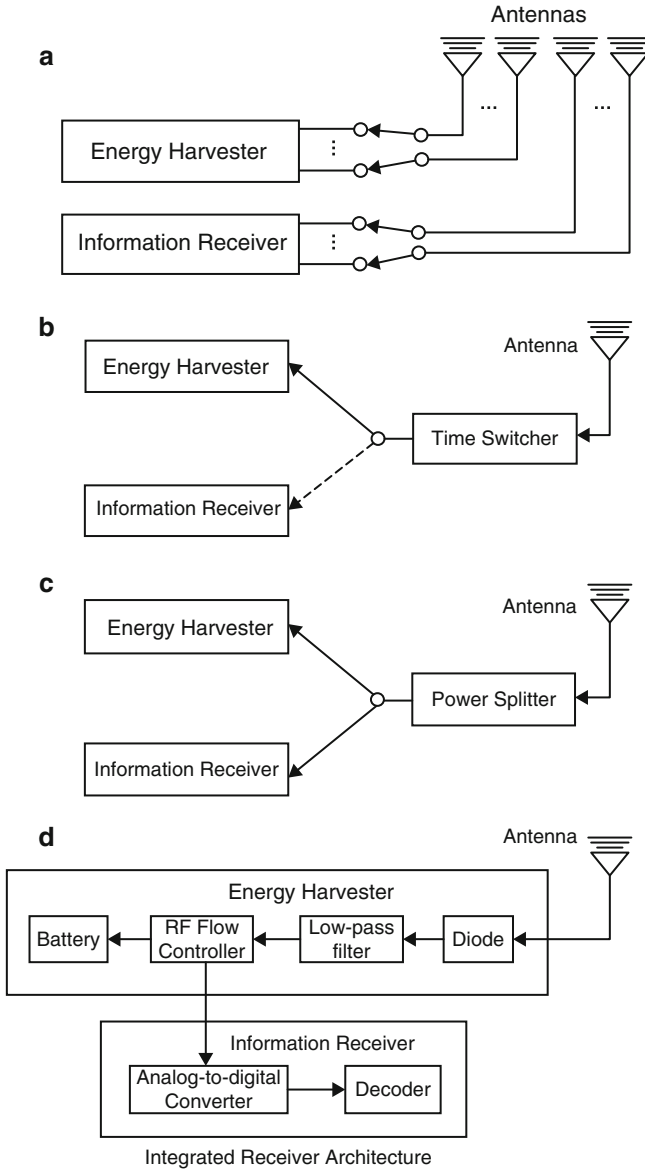 Antennas
a
...
...
Energy Harvester
...
Information Receiver
...
b
Antenna
Energy Harvester
Time Switcher
Information Receiver
c
Antenna
Energy Harvester
Power Splitter
Information Receiver
d
Antenna
Energy Harvester
Battery
RF Flow
Controller
Low-pass
filter
Diode
Information Receiver
Analog-to-digital
Converter
Decoder
Integrated Receiver Architecture